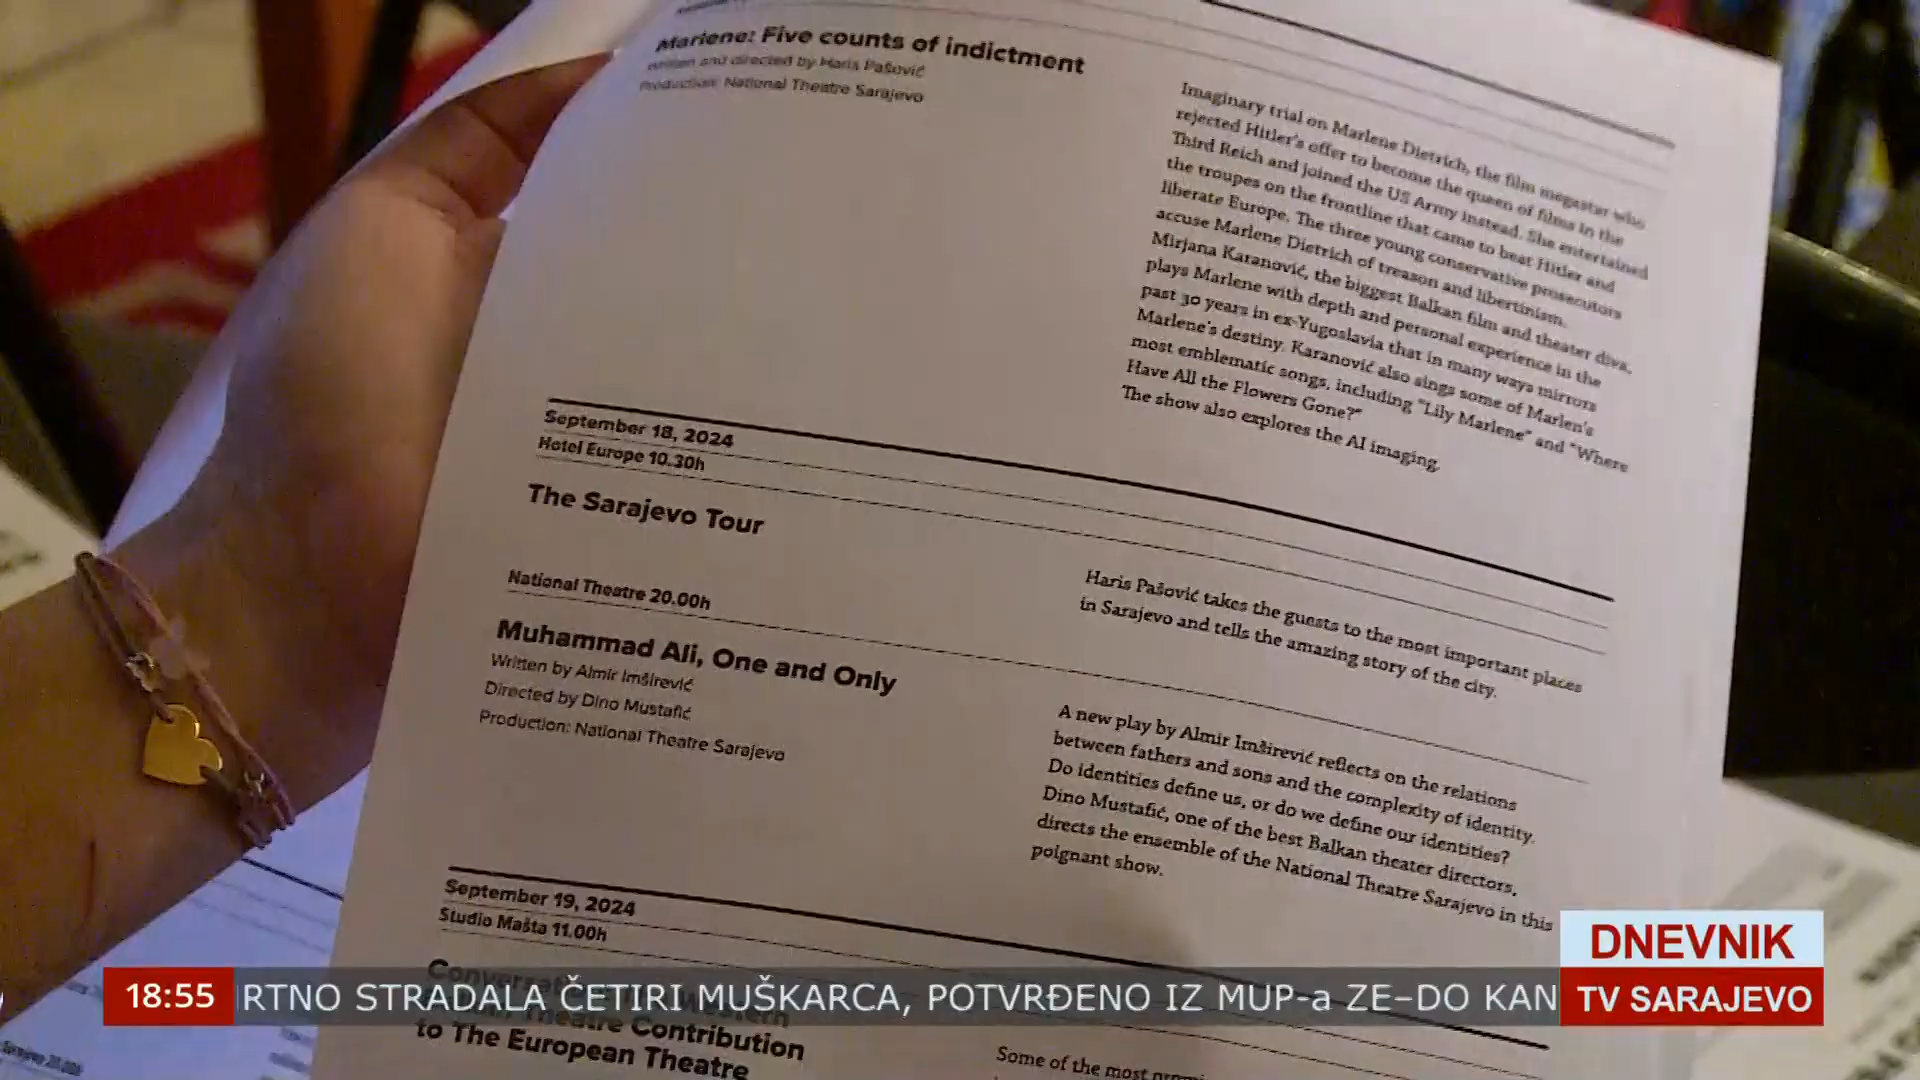 Marlene: Five counts of indictment
written and directed by Haris Pašović
Production: National Theatre Sarajevo
Imaginary trial on Marlene Dietrich, the film megastar who
rejected Hitler's offer to become the queen of films in the
Third Reich and joined the US Army instead. She entertained
the troupes on the frontline that came to beat Hitler and
liberate Europe. The three young conservative prosecutors
accuse Marlene Dietrich of treason and libertinism.
Mirjana Karanović, the biggest Balkan film and theater diva,
plays Marlene with depth and personal experience in the
past 30 years in ex-Yugoslavia that in many ways mirrors
Marlene's destiny. Karanović also sings some of Marlen's
most emblematic songs, including "Lily Marlene" and "Where
Have All the Flowers Gone?"
The show also explores the AI imaging.
September 18, 2024
Hotel Europe 10.30h
The Sarajevo Tour
Haris Pašović takes the guests to the most important places
in Sarajevo and tells the amazing story of the city.
National Theatre 20.00h
Muhammad Ali, One and Only
Written by Almir Imširević
Directed by Dino Mustafić
Production: National Theatre Sarajevo
A new play by Almir Imširević reflects on the relations
between fathers and sons and the complexity of identity.
Do identities define us, or do we define our identities?
Dino Mustafić, one of the best Balkan theater directors,
directs the ensemble of the National Theatre Sarajevo in this
poignant show.
September 19, 2024
Studio Mašta 11.00h
Theatre Contribution
to The European Theatre
Some of the most
DNEVNIK
TV SARAJEVO
18:55
RTNO STRADALA ČETIRI MUŠKARCA, POTVRĐENO IZ MUP-a ZE-DO KAN